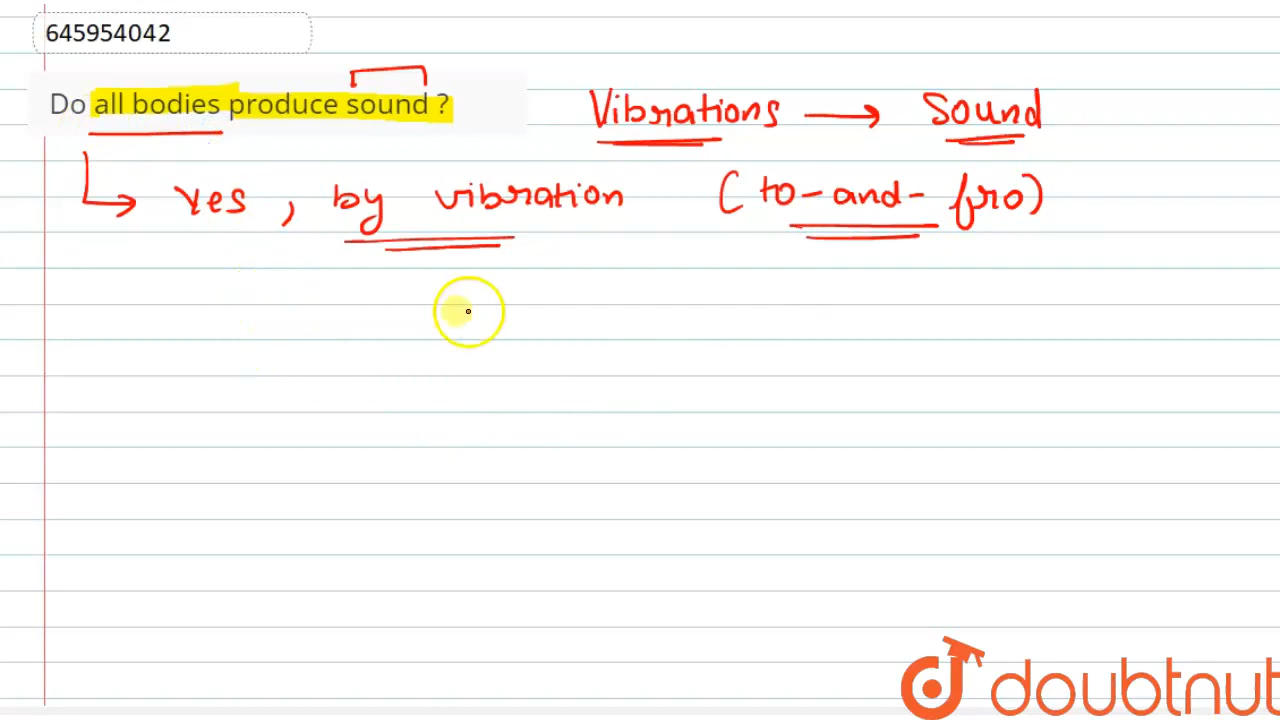 645954042
Do all bodies produce sound ?
Vibrations → Sound
Yes, by vibration (to-and-fro)
doubtnut